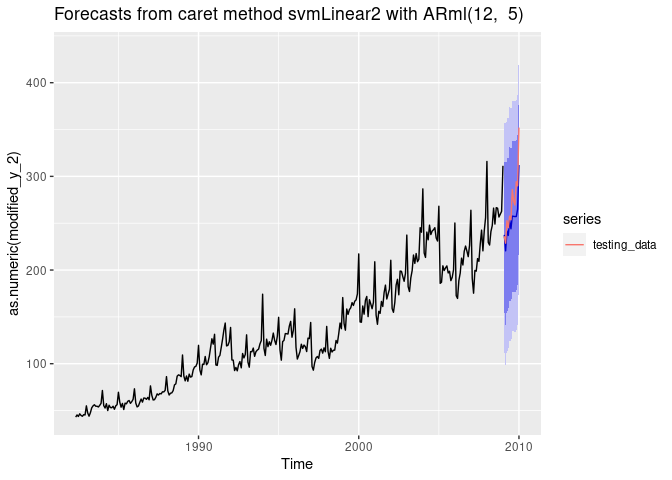 Forecasts from caret method svmLinear2 with ARml(12,  5)
as.numeric(modified_y_2)
400
300
200
100
1990
2000
2010
Time
series
testing_data